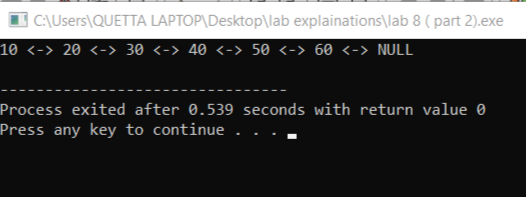 C:\Users\QUETTA LAPTOP\Desktop\lab explainations\lab 8 ( part 2).exe
10 <-> 20 <-> 30 <-> 40 <-> 50 <-> 60 <-> NULL
--------------------------------
Process exited after 0.539 seconds with return value 0
Press any key to continue . . .